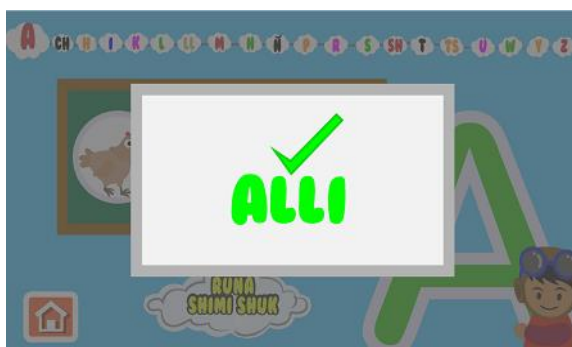 A CH H I K L LL M N Ñ P R S SH T TS U W Y Z
ALLI
A
RUNA
SHIMI SHUK